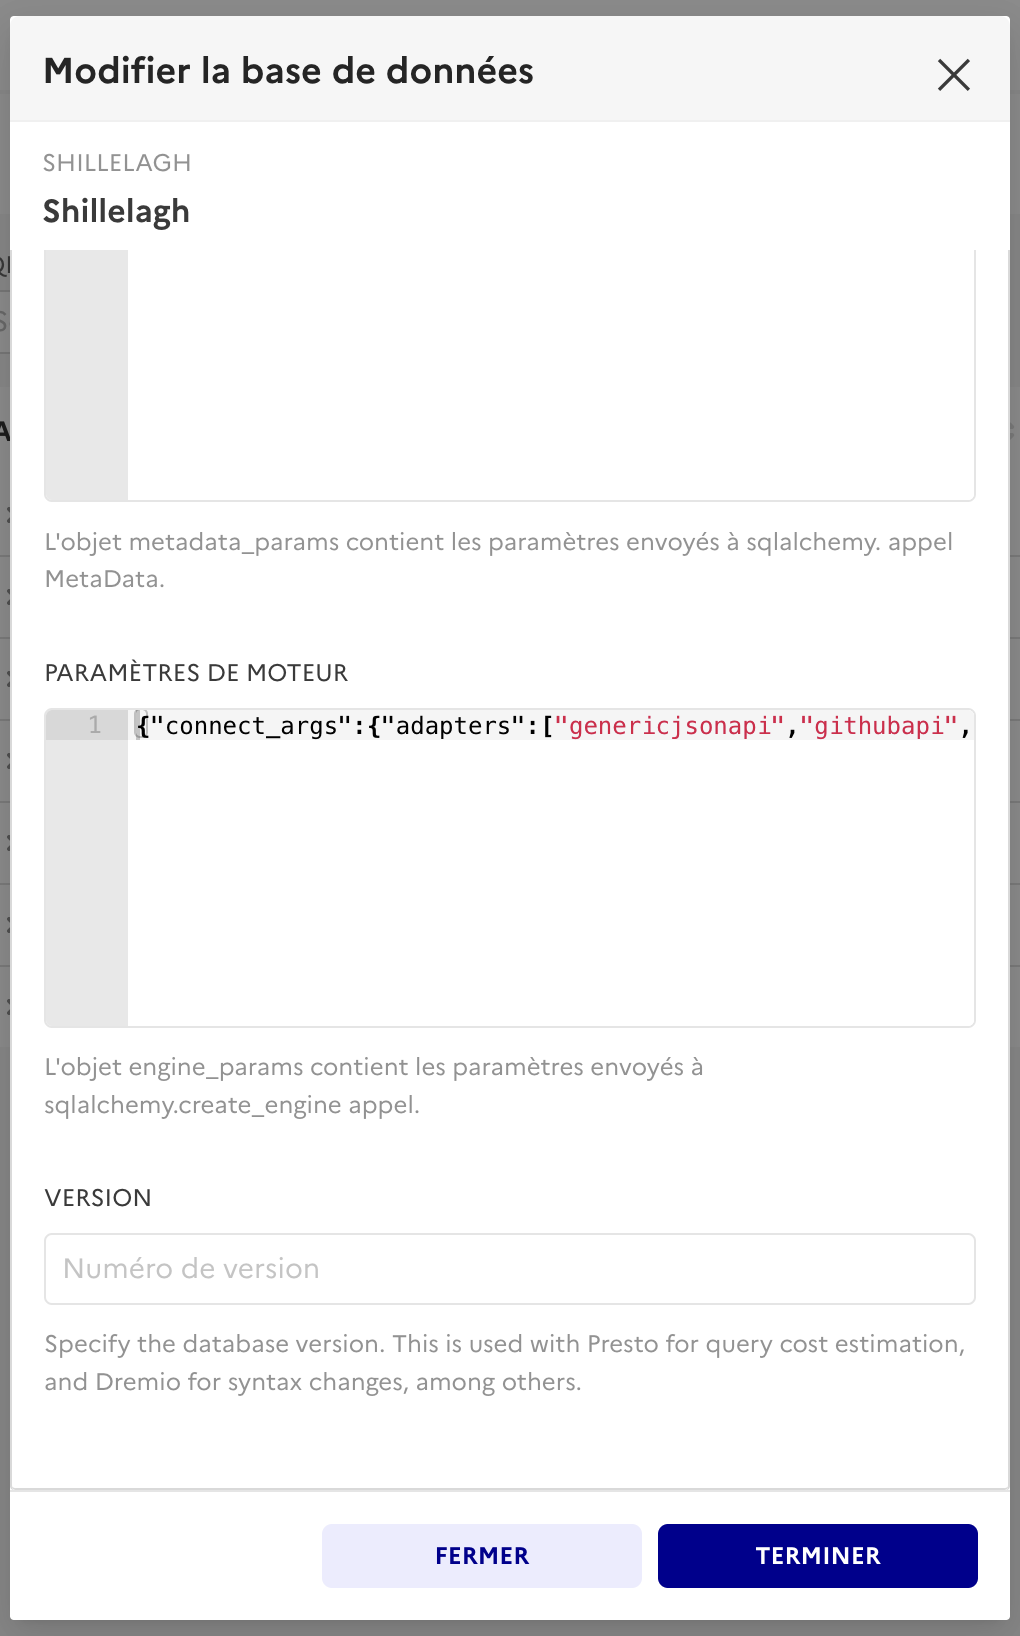 Modifier la base de données
SHILLELAGH
Shillelagh
L'objet metadata_params contient les paramètres envoyés à sqlalchemy. appel
MetaData.
PARAMÈTRES DE MOTEUR
1 {"connect_args":{"adapters":["genericjsonapi","githubapi",
L'objet engine_params contient les paramètres envoyés à
sqlalchemy.create_engine appel.
VERSION
Numéro de version
Specify the database version. This is used with Presto for query cost estimation,
and Dremio for syntax changes, among others.
FERMER
TERMINER